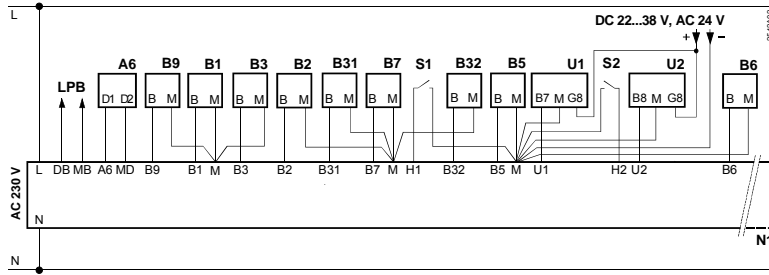 L
DC 22...38 V, AC 24 V
+ –
A6 B9 B1 B3 B2 B31 B7 S1 B32 B5 U1 S2 U2 B6
LPB
D1 D2 B M B M B M B M B M B M B M B M B7 M G8 B8 M G8 B M
L DB MB A6 MD B9 B1 M B3 B2 B31 B7 M H1 B32 B5 M U1 H2 U2 B6
AC 230 V
N
N1
N